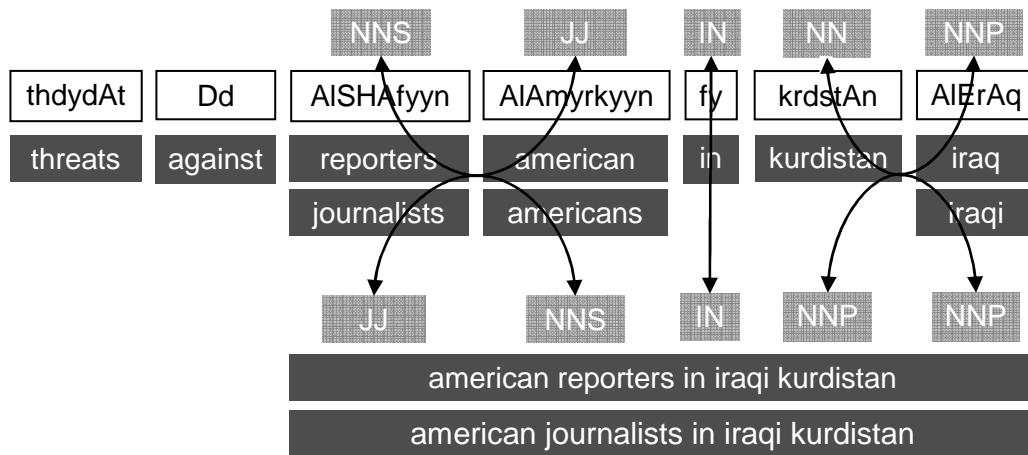 NNS JJ IN NN NNP
thdydAt Dd AlSHAfyyn AlAmyrkyyn fy krdstAn AlErAq
threats against reporters american in kurdistan iraq
journalists americans iraqi
JJ NNS IN NNP NNP
american reporters in iraqi kurdistan
american journalists in iraqi kurdistan